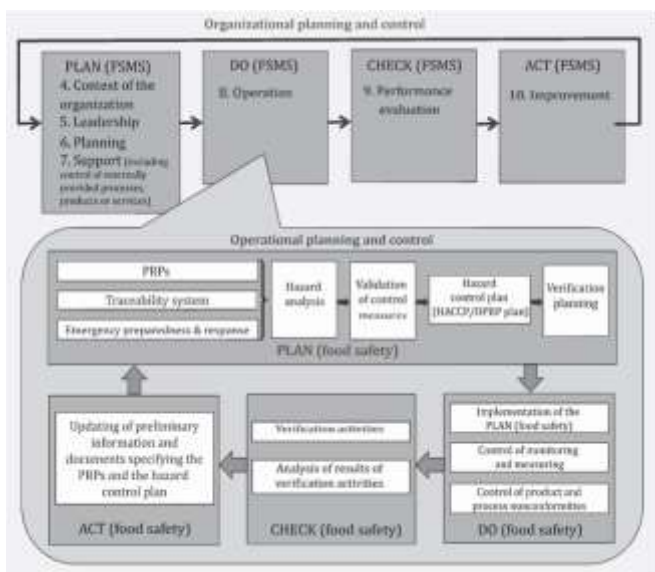 Organizational planning and control
PLAN (FSMS)
4. Context of the
organization
5. Leadership
6. Planning
7. Support (including
control of externally
provided processes,
products or services)
DO (FSMS)
8. Operation
CHECK (FSMS)
9. Performance
evaluation
ACT (FSMS)
10. Improvement
Operational planning and control
PRPs
Traceability system
Emergency preparedness & response
Hazard
analysis
Validation
of control
measures
Hazard
control plan
(HACCP/OPRP plan)
Verification
planning
PLAN (food safety)
Implementation of the
PLAN (food safety)
Control of monitoring
and measuring
Control of product and
process nonconformities
DO (food safety)
Verification activities
Analysis of results of
verification activities
CHECK (food safety)
Updating of preliminary
information and
documents specifying the
PRPs and the hazard
control plan
ACT (food safety)